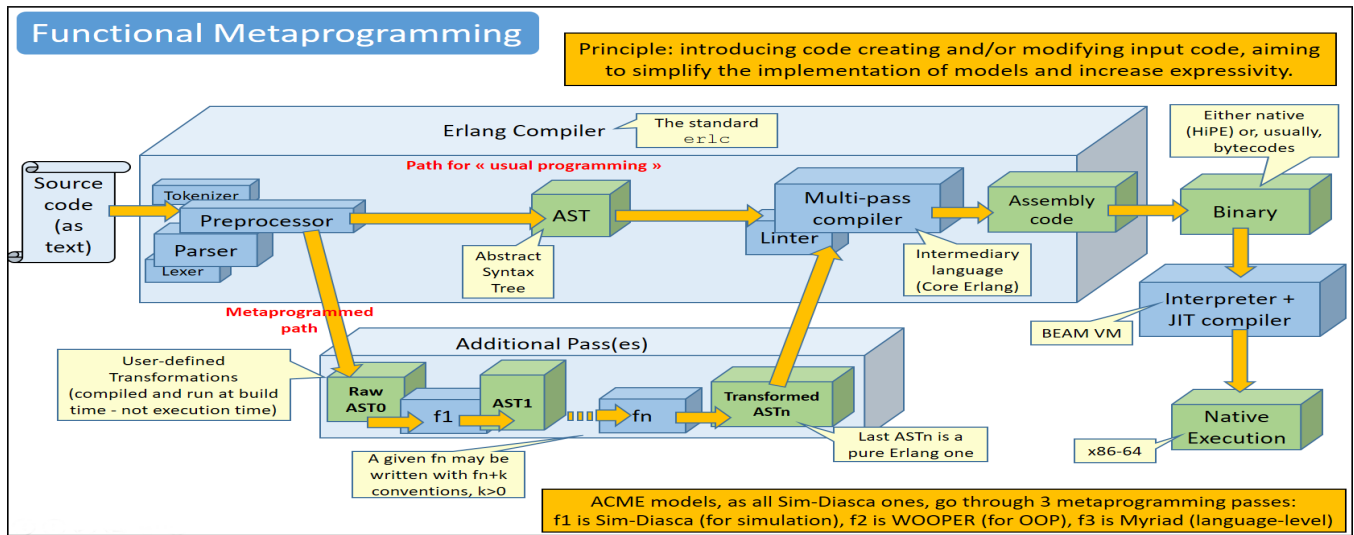 Functional Metaprogramming
Principle: introducing code creating and/or modifying input code, aiming
to simplify the implementation of models and increase expressivity.
Erlang Compiler
The standard
erlc
Either native
(HiPE) or, usually,
bytecodes
Path for « usual programming »
Source
code
(as
text)
Tokenizer
Preprocessor
Parser
Lexer
AST
Abstract
Syntax
Tree
Multi-pass
compiler
Linter
Intermediary
language
(Core Erlang)
Assembly
code
Binary
Metaprogrammed
path
Interpreter +
JIT compiler
BEAM VM
Additional Pass(es)
User-defined
Transformations
(compiled and run at build
time - not execution time)
Raw
AST0
f1
AST1
fn
Transformed
ASTn
Native
Execution
x86-64
A given fn may be
written with fn+k
conventions, k>0
Last ASTn is a
pure Erlang one
ACME models, as all Sim-Diasca ones, go through 3 metaprogramming passes:
f1 is Sim-Diasca (for simulation), f2 is WOOPER (for OOP), f3 is Myriad (language-level)